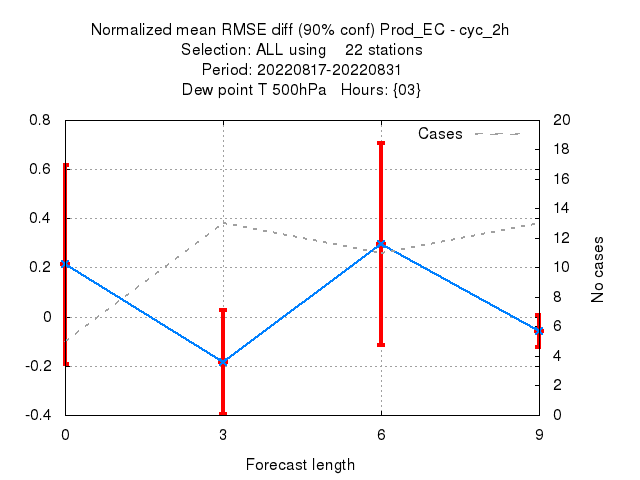 Normalized mean RMSE diff (90% conf) Prod_EC - cyc_2h
Selection: ALL using    22 stations
Period: 20220817-20220831
Dew point T 500hPa   Hours: {03}
Cases
0.8
0.6
0.4
0.2
0
-0.2
-0.4
20
18
16
14
12
10
8
6
4
2
0
No cases
0 3 6 9
Forecast length